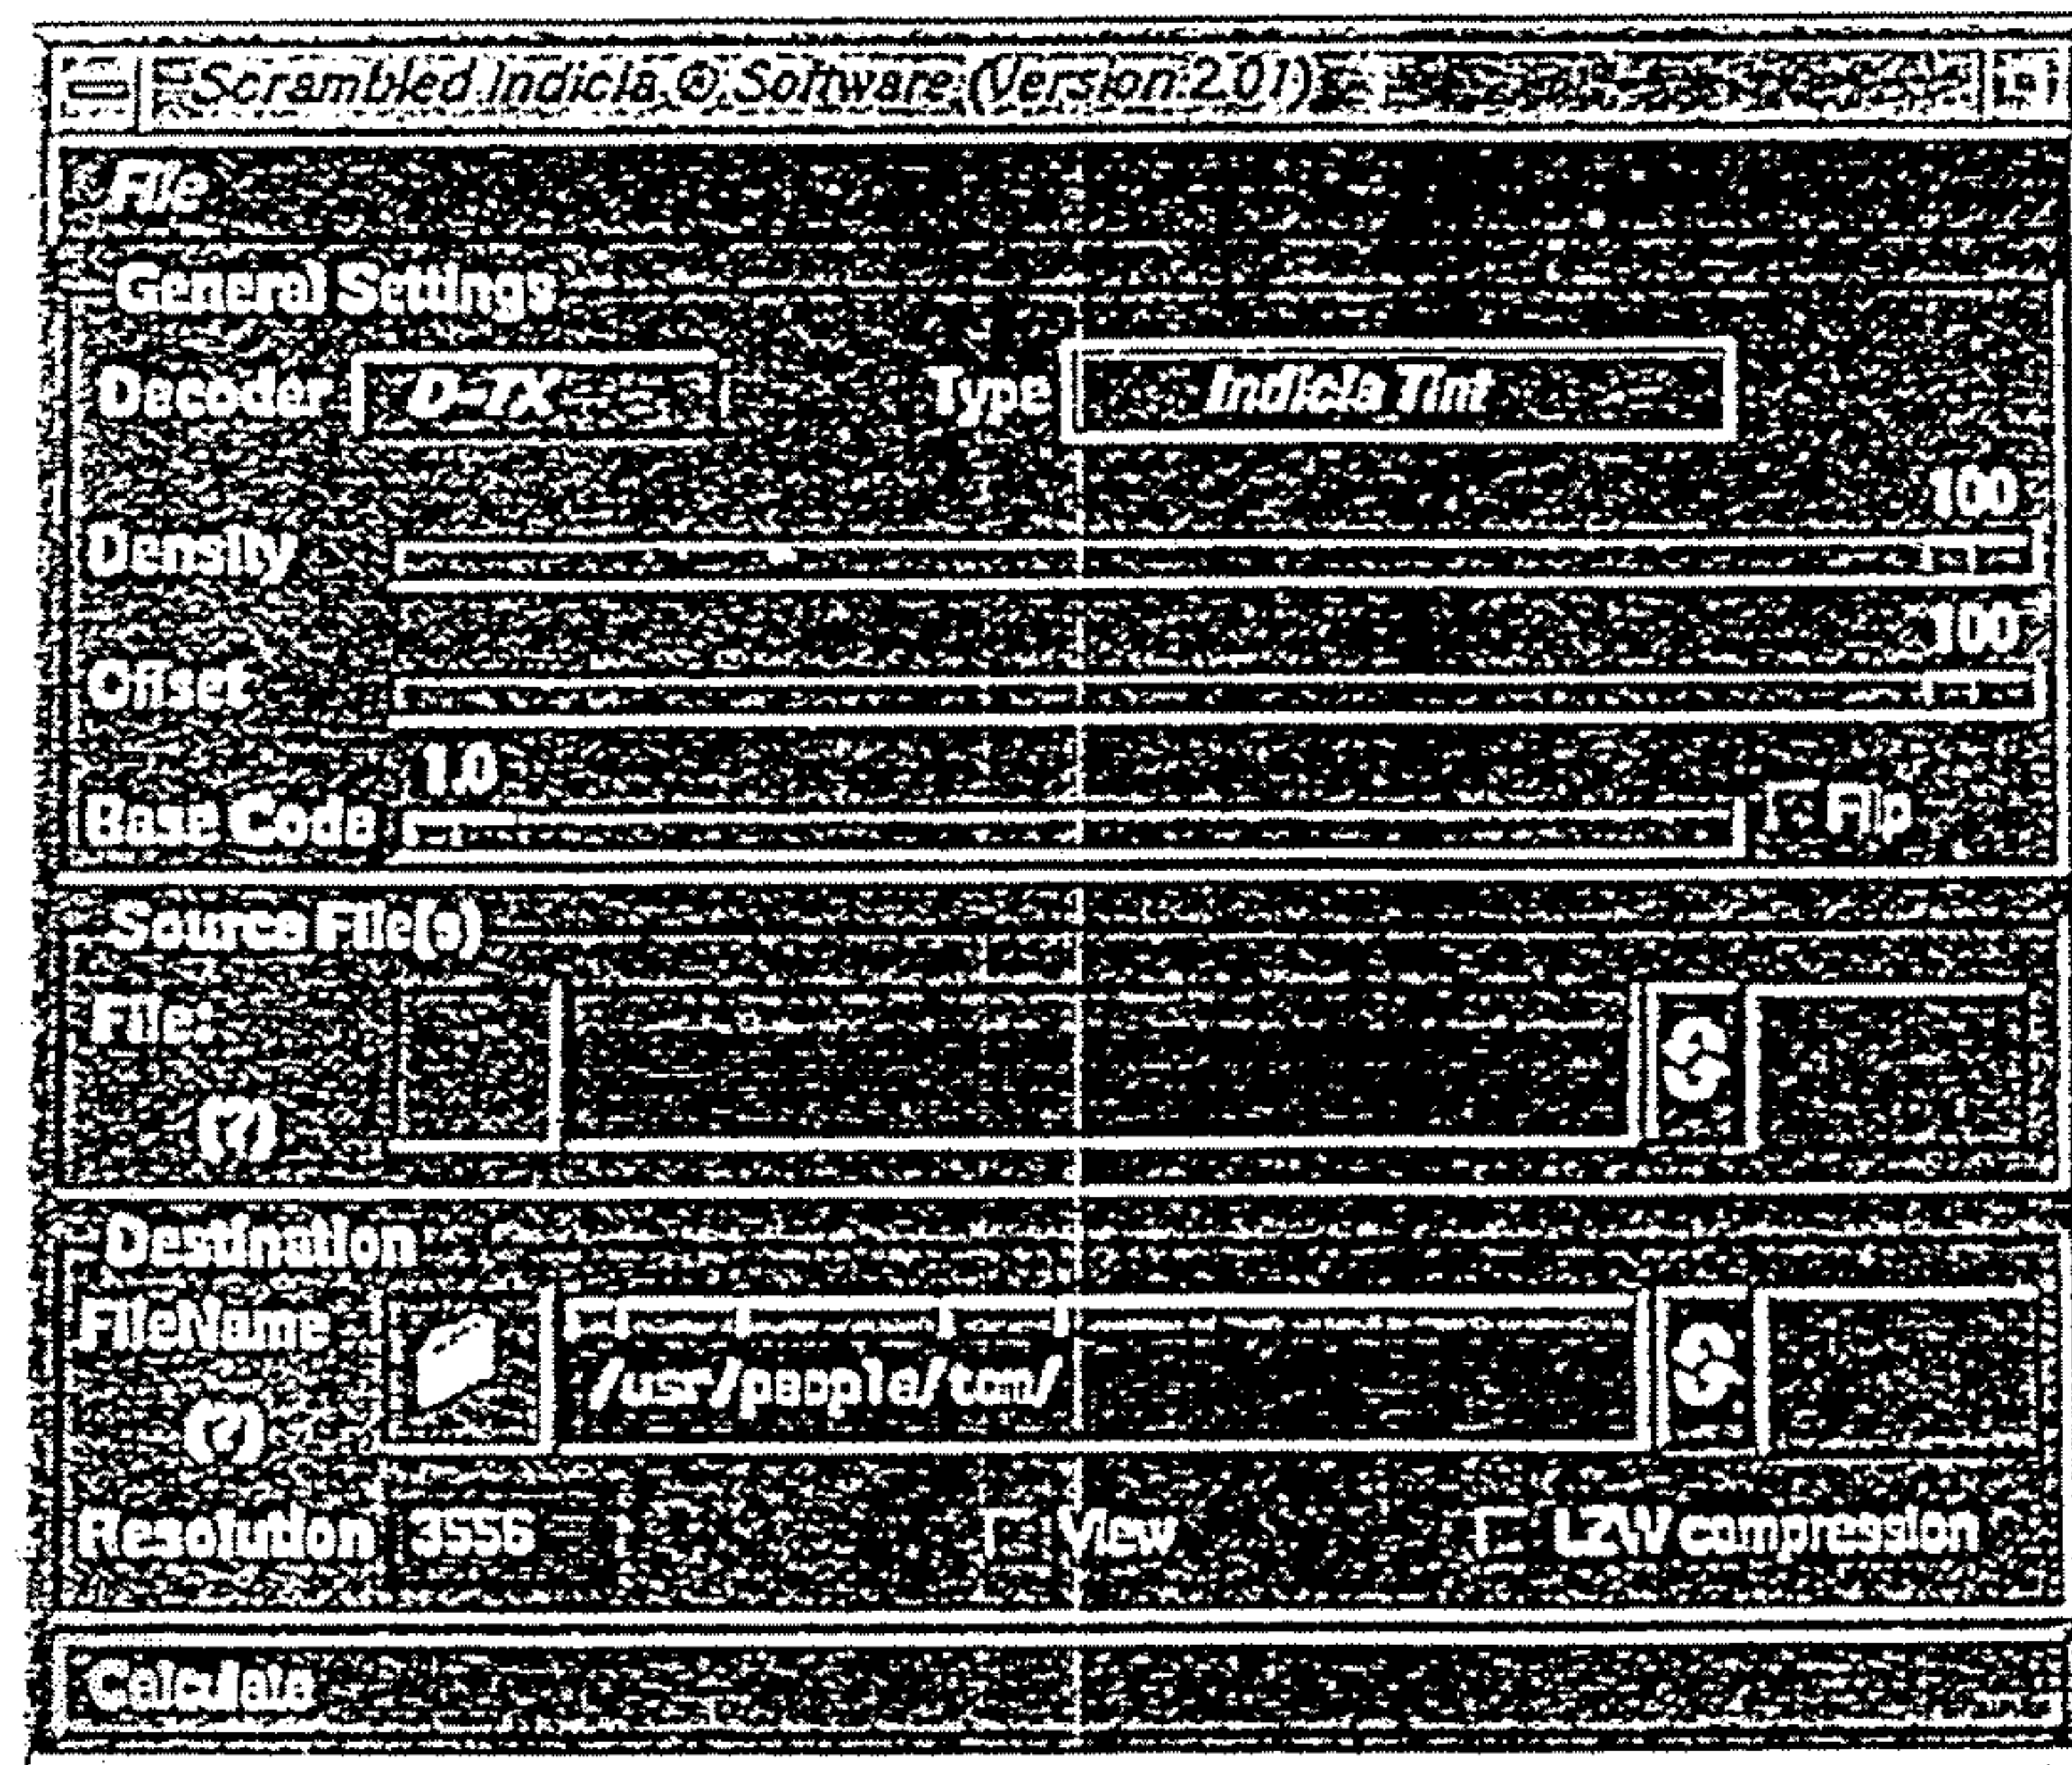 Scrambled Indicia © Software (Version 2.01)
File
General Settings
Decoder D-7X Type Indicia Tint
100
Density
100
Offset
1.0
Base Code Flip
Source File(s)
File:
(?)
Destination
FileName
/usr/people/tom/
(?)
Resolution 3556 View LZW compression
Calculate